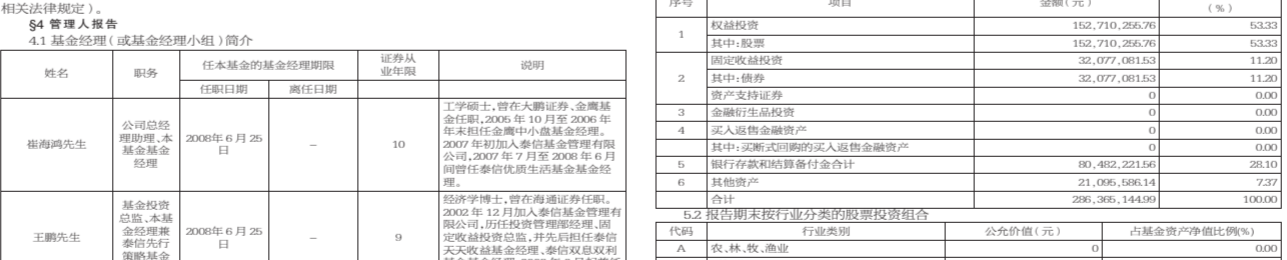 相关法律规定)。
§4 管理人报告
4.1 基金经理(或基金经理小组)简介
姓名 职务 任本基金的基金经理期限 证券从业年限 说明
任职日期 离任日期
崔海鸿先生
公司总经
理助理、本
基金基金
经理
2008年6月25
日
–
10
工学硕士,曾在大鹏证券、金鹰基
金任职,2005年10月至2006年
年末担任金鹰中小盘基金经理。
2007年初加入泰信基金管理有限
公司,2007年7月至2008年6月
间曾任泰信优质生活基金基金经
理。
王鹏先生
基金投资
总监、本基
金经理兼
泰信先行
策略基金
2008年6月25
日
–
9
经济学博士,曾在海通证券任职。
2002年12月加入泰信基金管理有
限公司,历任投资管理部经理、固
定收益投资总监,并先后担任泰信
天天收益基金经理、泰信双息双利
序号 项目 金额(元) (%)
1 权益投资 152,710,255.76 53.33
其中:股票 152,710,255.76 53.33
2 固定收益投资 32,077,081.53 11.20
其中:债券 32,077,081.53 11.20
资产支持证券 0 0.00
3 金融衍生品投资 0 0.00
4 买入返售金融资产 0 0.00
其中:买断式回购的买入返售金融资产 0 0.00
5 银行存款和结算备付金合计 80,482,221.56 28.10
6 其他资产 21,095,586.14 7.37
合计 286,365,144.99 100.00
5.2 报告期末按行业分类的股票投资组合
代码 行业类别 公允价值(元) 占基金资产净值比例(%)
A 农、林、牧、渔业 0 0.00